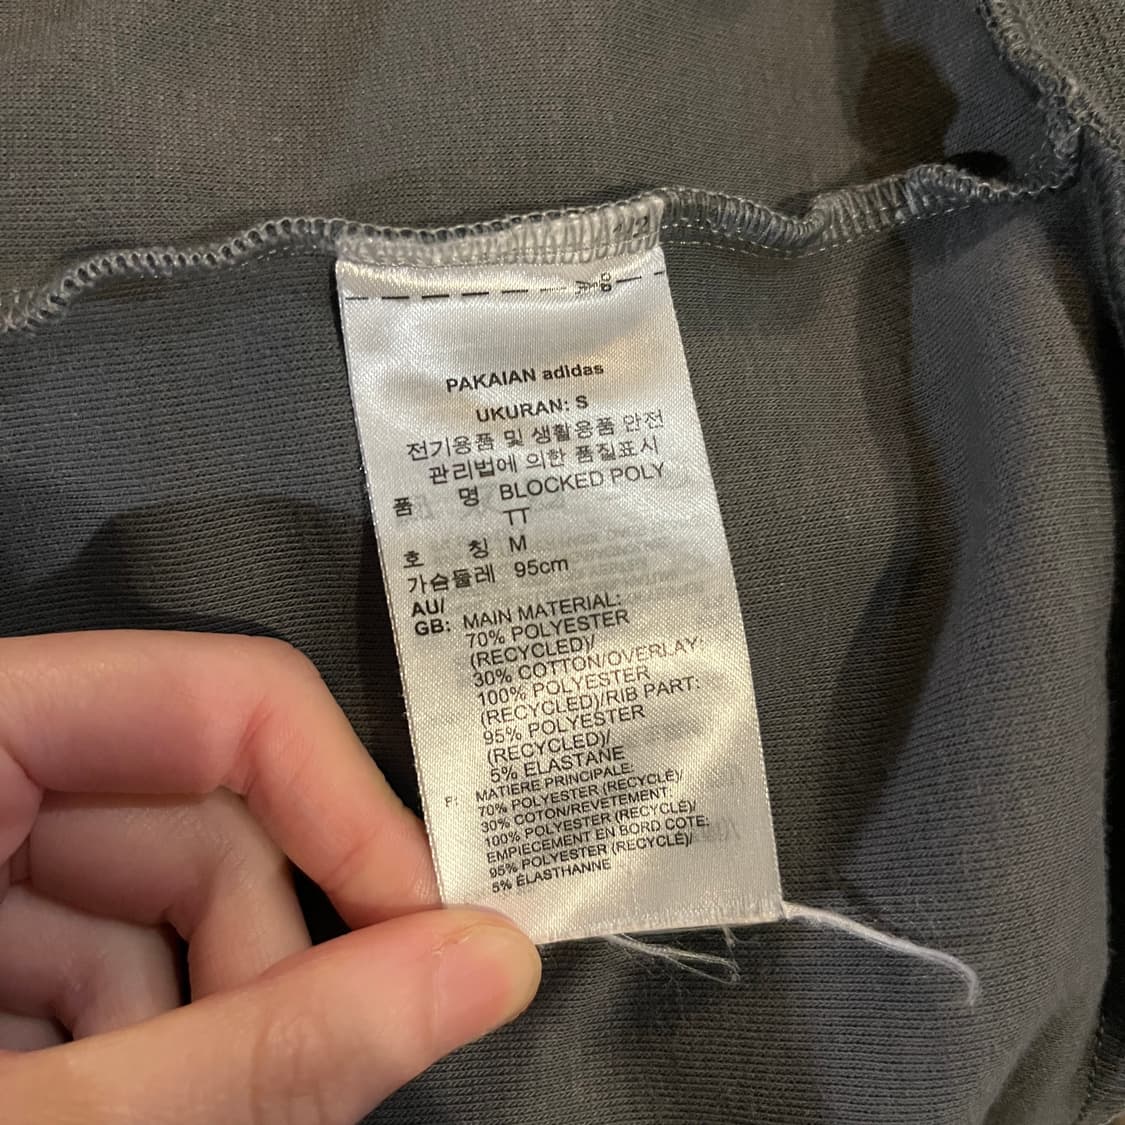 PAKAIAN adidas
UKURAN: S
전기용품 및 생활용품 안전
관리법에 의한 품질표시
품 명 BLOCKED POLY
TT
호 칭 M
가슴둘레 95cm
AU/
GB: MAIN MATERIAL:
70% POLYESTER
(RECYCLED)/
30% COTTON/OVERLAY:
100% POLYESTER
(RECYCLED)/RIB PART:
95% POLYESTER
(RECYCLED)/
5% ELASTANE
F: MATIÈRE PRINCIPALE:
70% POLYESTER (RECYCLÉ)/
30% COTON/REVETEMENT:
100% POLYESTER (RECYCLÉ)/
EMPIECEMENT EN BORD COTE:
95% POLYESTER (RECYCLÉ)/
5% ÉLASTHANNE